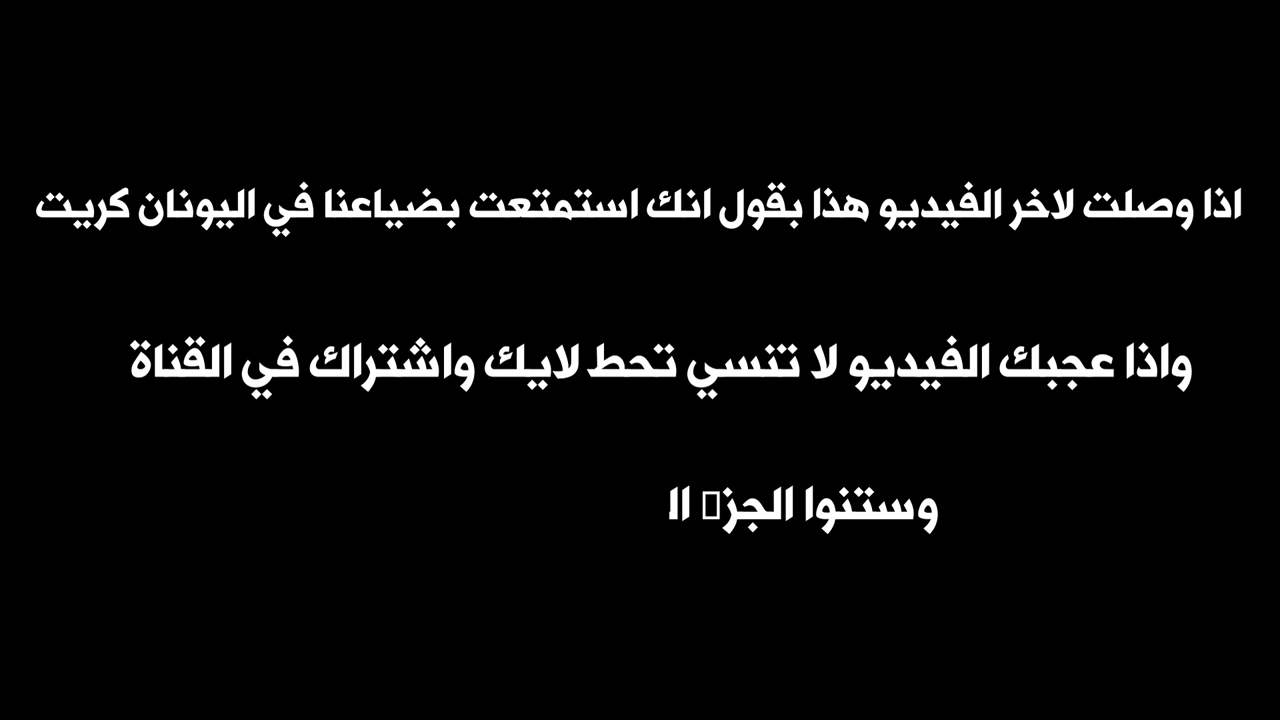 اذا وصلت لاخر الفيديو هذا بقول انك استمتعت بضياعنا في اليونان كريت
واذا عجبك الفيديو لا تنسي تحط لايك واشتراك في القناة
وستنوا الجز▯ ال